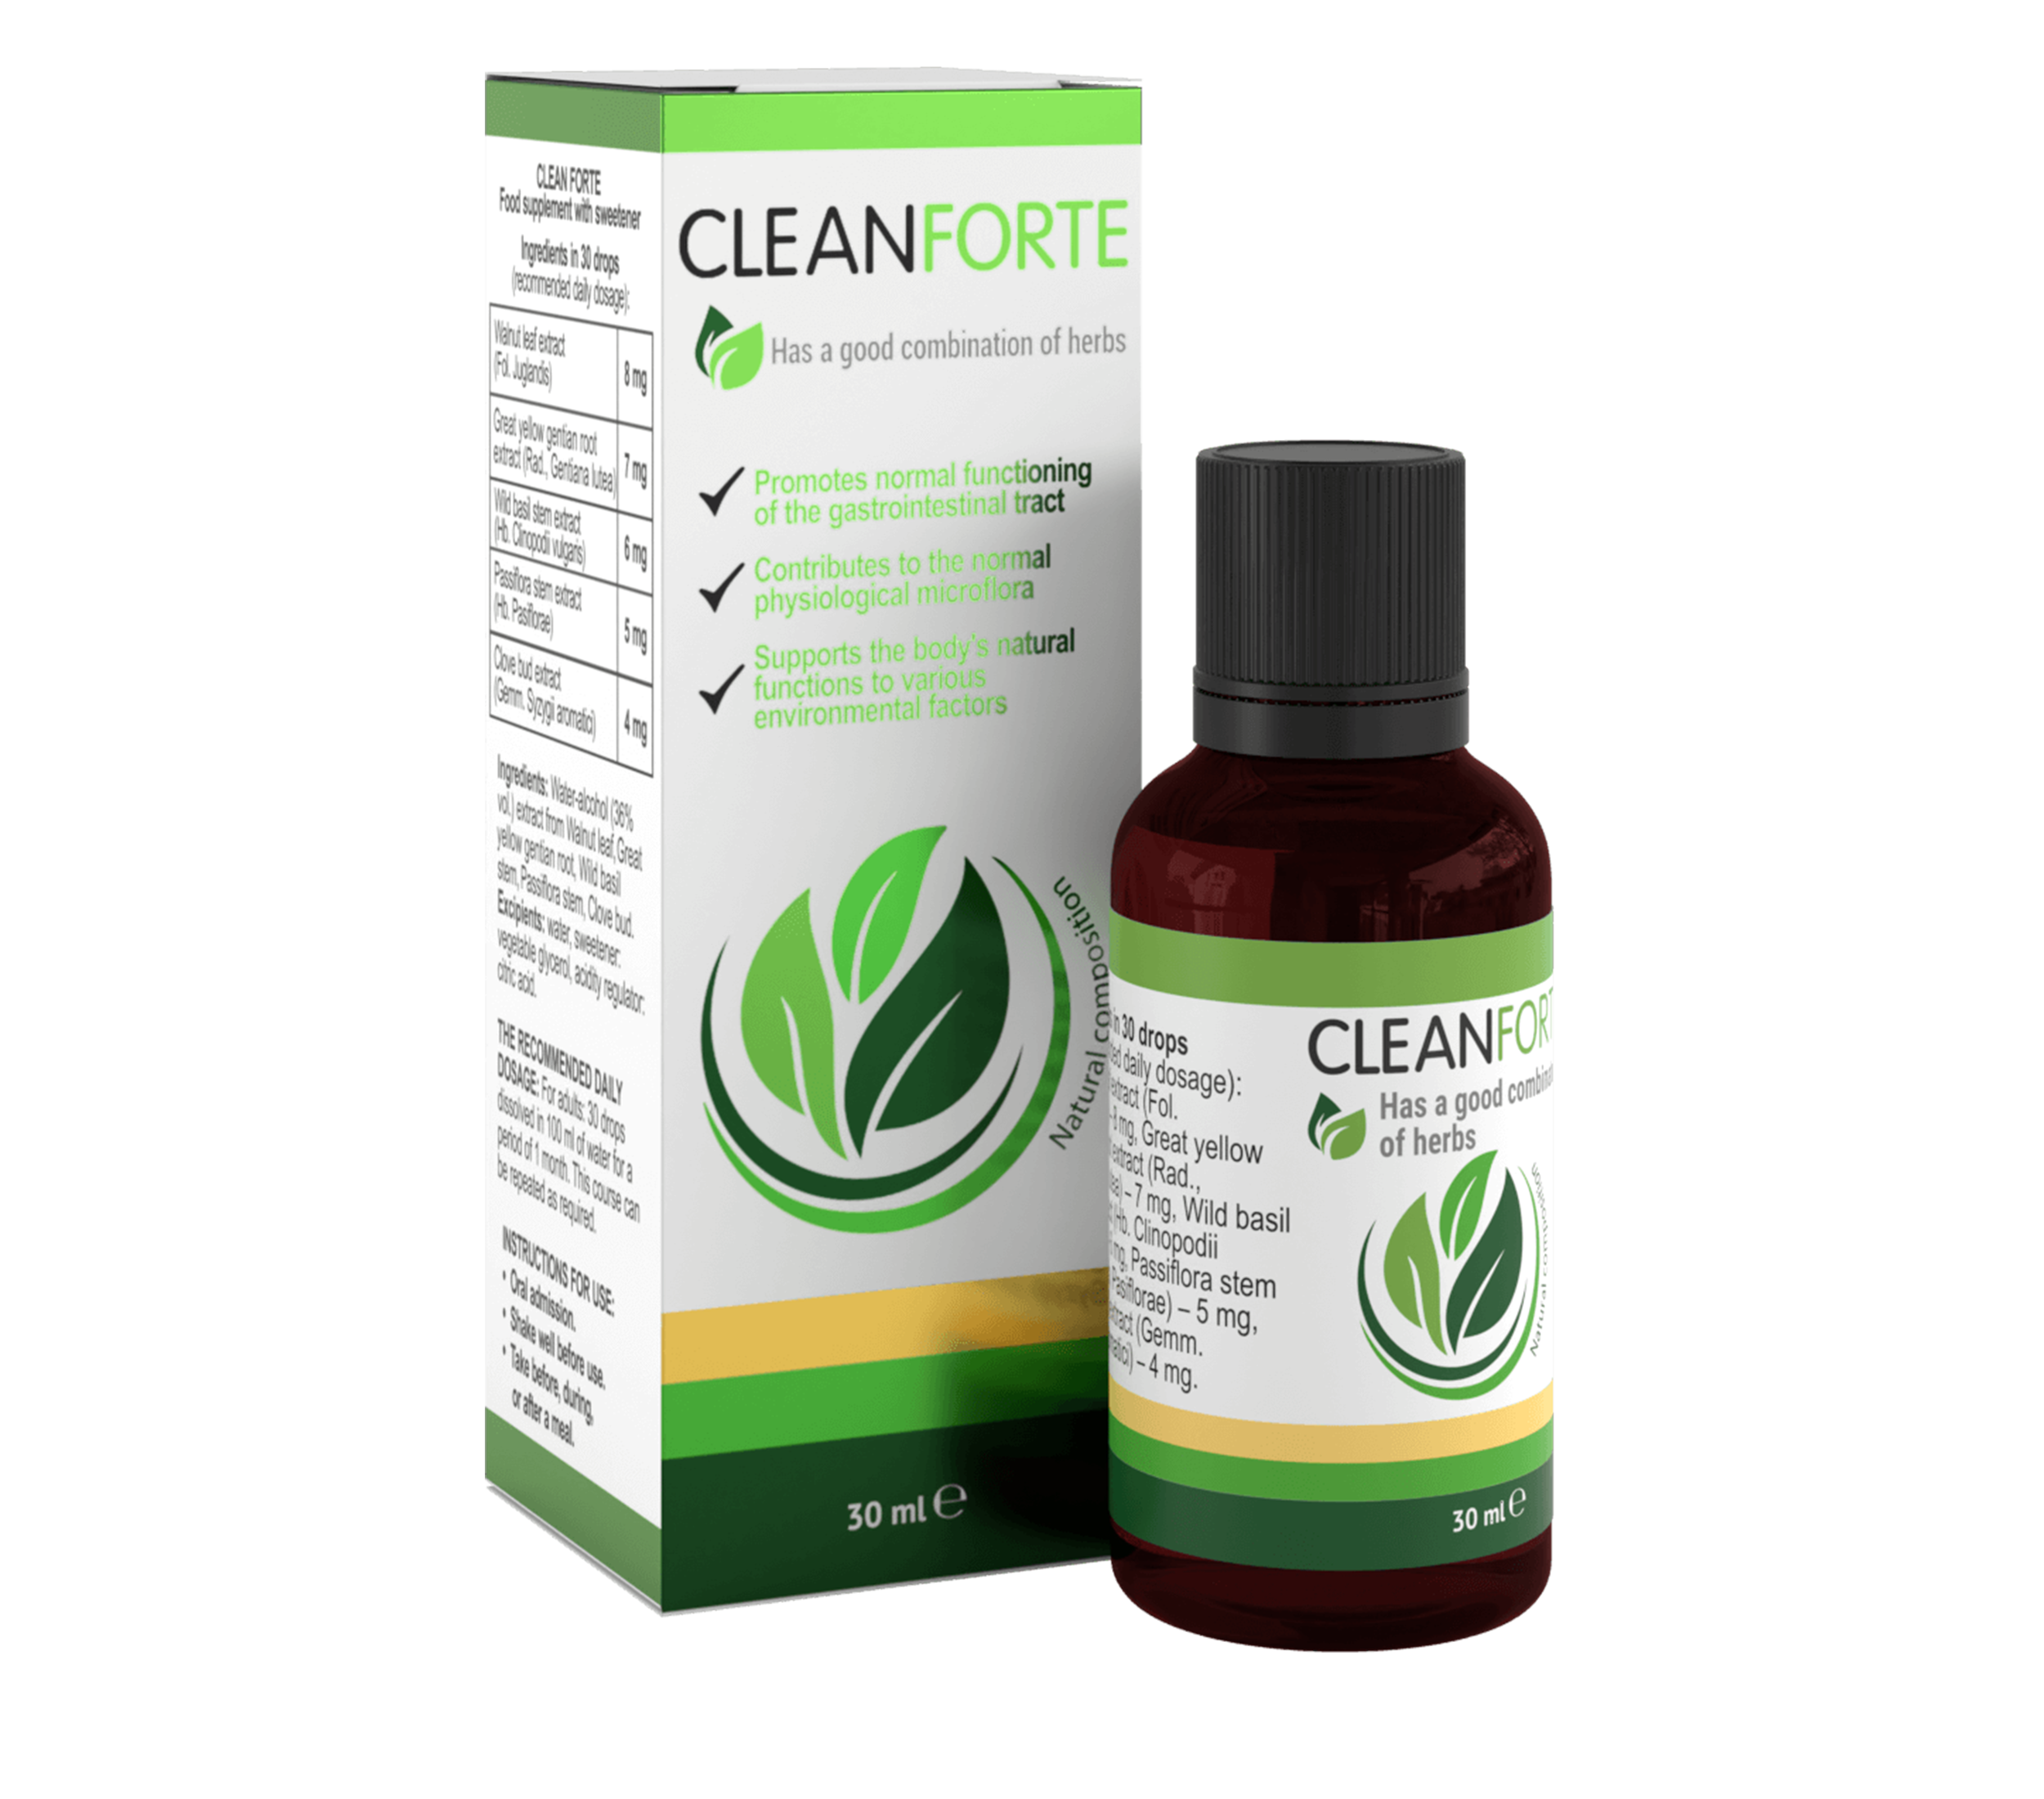 CLEAN FORTE
Food supplement with sweetener
Ingredients in 30 drops
(recommended daily dosage):
Walnut leaf extract
(Fol. Juglandis)
8 mg
Great yellow gentian root
extract (Rad., Gentiana lutea)
7 mg
Wild basil stem extract
(Hb. Clinopodii vulgaris)
6 mg
Passiflora stem extract
(Hb. Pasiflorae)
5 mg
Clove bud extract
(Gemm. Syzygii aromatici)
4 mg
Ingredients: Water-alcohol (36%
vol.) extract from Walnut leaf, Great
yellow gentian root, Wild basil
stem, Passiflora stem, Clove bud.
Excipients: water, sweetener:
vegetable glycerol, acidity regulator:
citric acid.
THE RECOMMENDED DAILY
DOSAGE: For adults: 30 drops
dissolved in 100 ml of water for a
period of 1 month. This course can
be repeated as required.
INSTRUCTIONS FOR USE:
• Oral admission.
• Shake well before use.
• Take before, during,
or after a meal.
CLEANFORTE
Has a good combination of herbs
Promotes normal functioning
of the gastrointestinal tract
Contributes to the normal
physiological microflora
Supports the body's natural
functions to various
environmental factors
Natural composition
30 ml e
in 30 drops
daily dosage):
extract (Fol.
8 mg, Great yellow
extract (Rad.,
– 7 mg, Wild basil
(Hb. Clinopodii
mg, Passiflora stem
Pasiflorae) – 5 mg,
(Gemm.
– 4 mg.
CLEANFORT
Has a good combina
of herbs
Natural composition
30 ml e